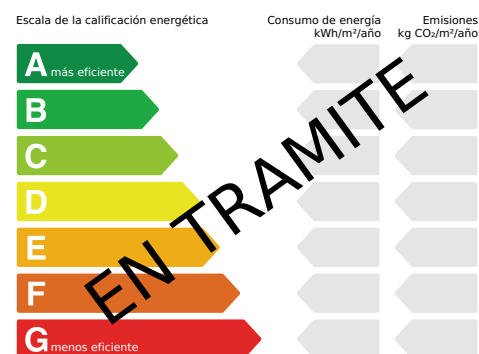 Escala de la calificación energética
Consumo de energía
kWh/m²/año
Emisiones
kg CO₂/m²/año
A más eficiente
B
C
D
E
F
G menos eficiente
EN TRAMITE